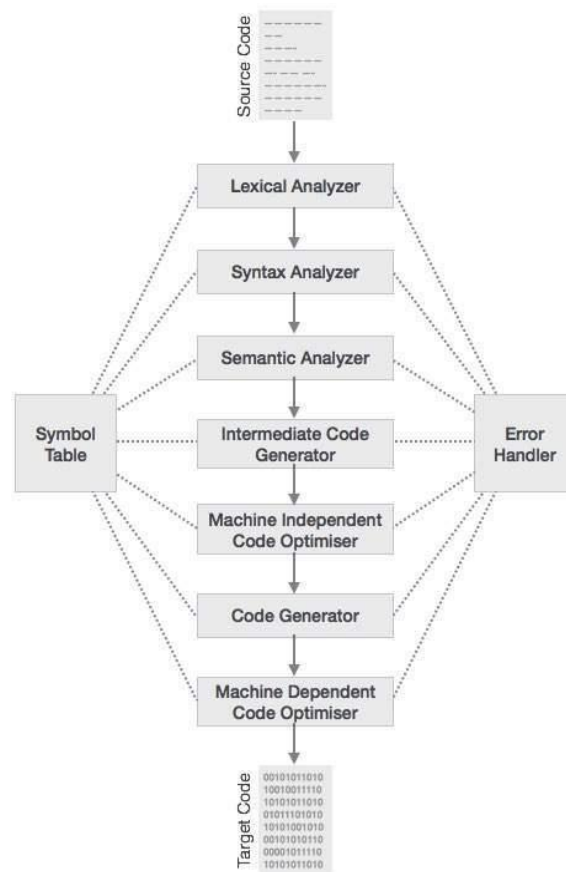 Source Code
Lexical Analyzer
Syntax Analyzer
Semantic Analyzer
Symbol
Table
Intermediate Code
Generator
Error
Handler
Machine Independent
Code Optimiser
Code Generator
Machine Dependent
Code Optimiser
Target Code
00101011010
10010011110
10101011010
01011101010
10101001010
00101010110
00001011110
10101011010